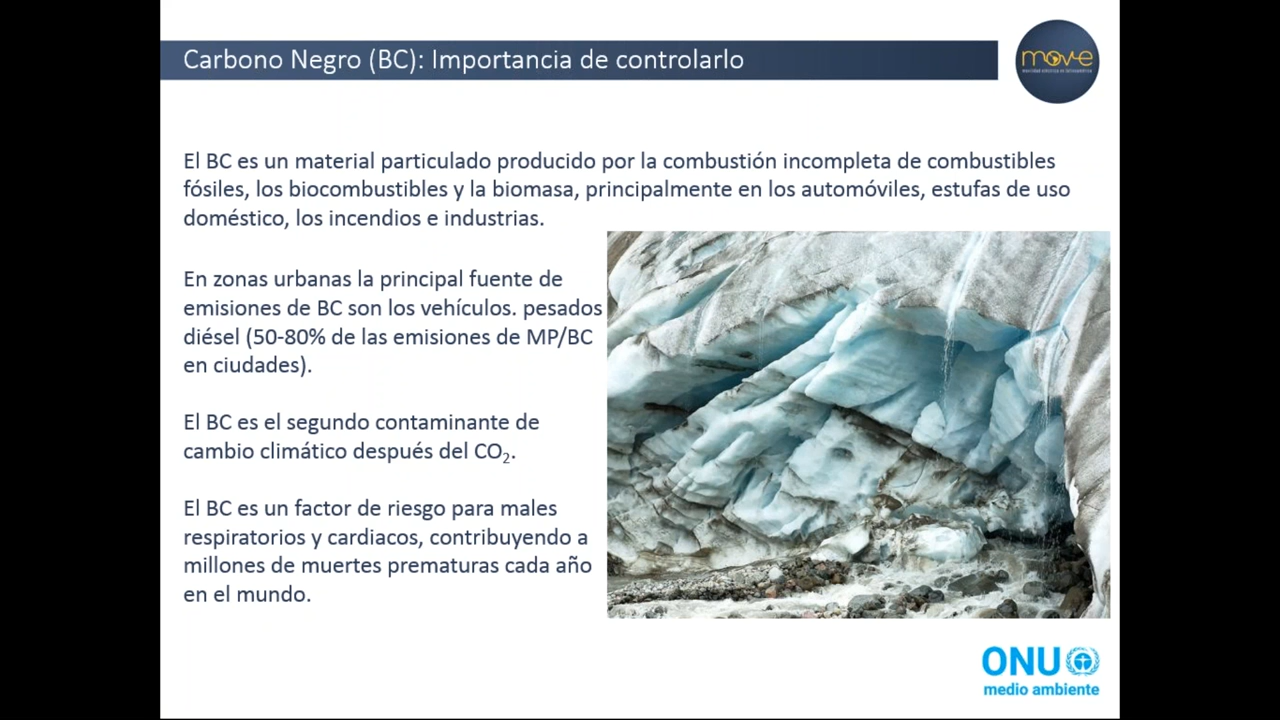 Carbono Negro (BC): Importancia de controlarlo
mov-e
movilidad eléctrica en latinoamérica
El BC es un material particulado producido por la combustión incompleta de combustibles
fósiles, los biocombustibles y la biomasa, principalmente en los automóviles, estufas de uso
doméstico, los incendios e industrias.
En zonas urbanas la principal fuente de
emisiones de BC son los vehículos. pesados
diésel (50-80% de las emisiones de MP/BC
en ciudades).
El BC es el segundo contaminante de
cambio climático después del CO₂.
El BC es un factor de riesgo para males
respiratorios y cardiacos, contribuyendo a
millones de muertes prematuras cada año
en el mundo.
ONU
medio ambiente